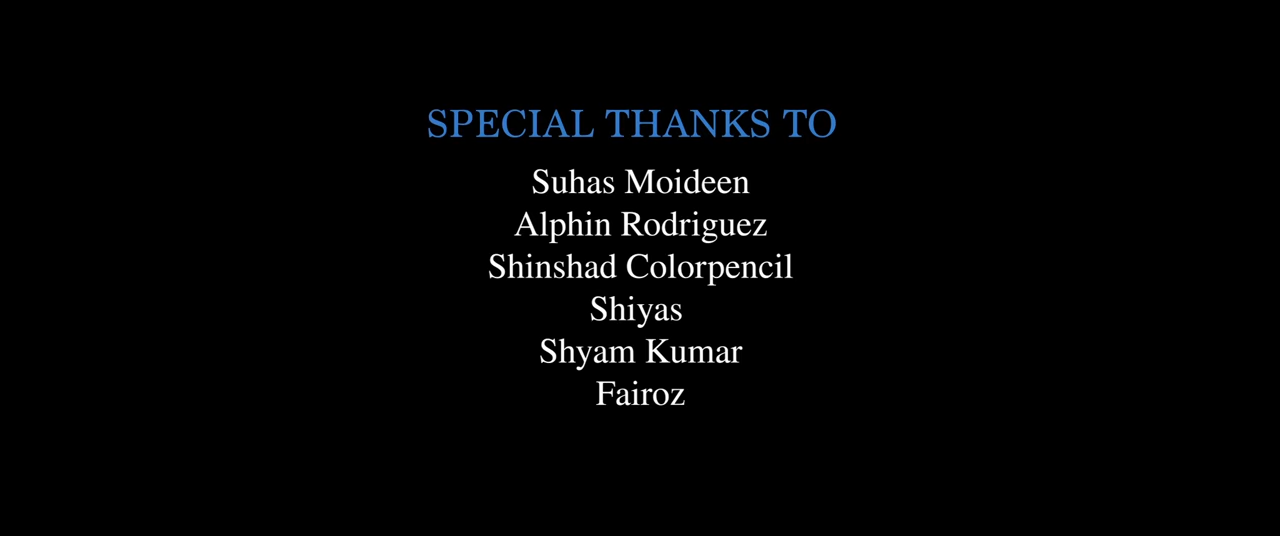 SPECIAL THANKS TO
Suhas Moideen
Alphin Rodriguez
Shinshad Colorpencil
Shiyas
Shyam Kumar
Fairoz